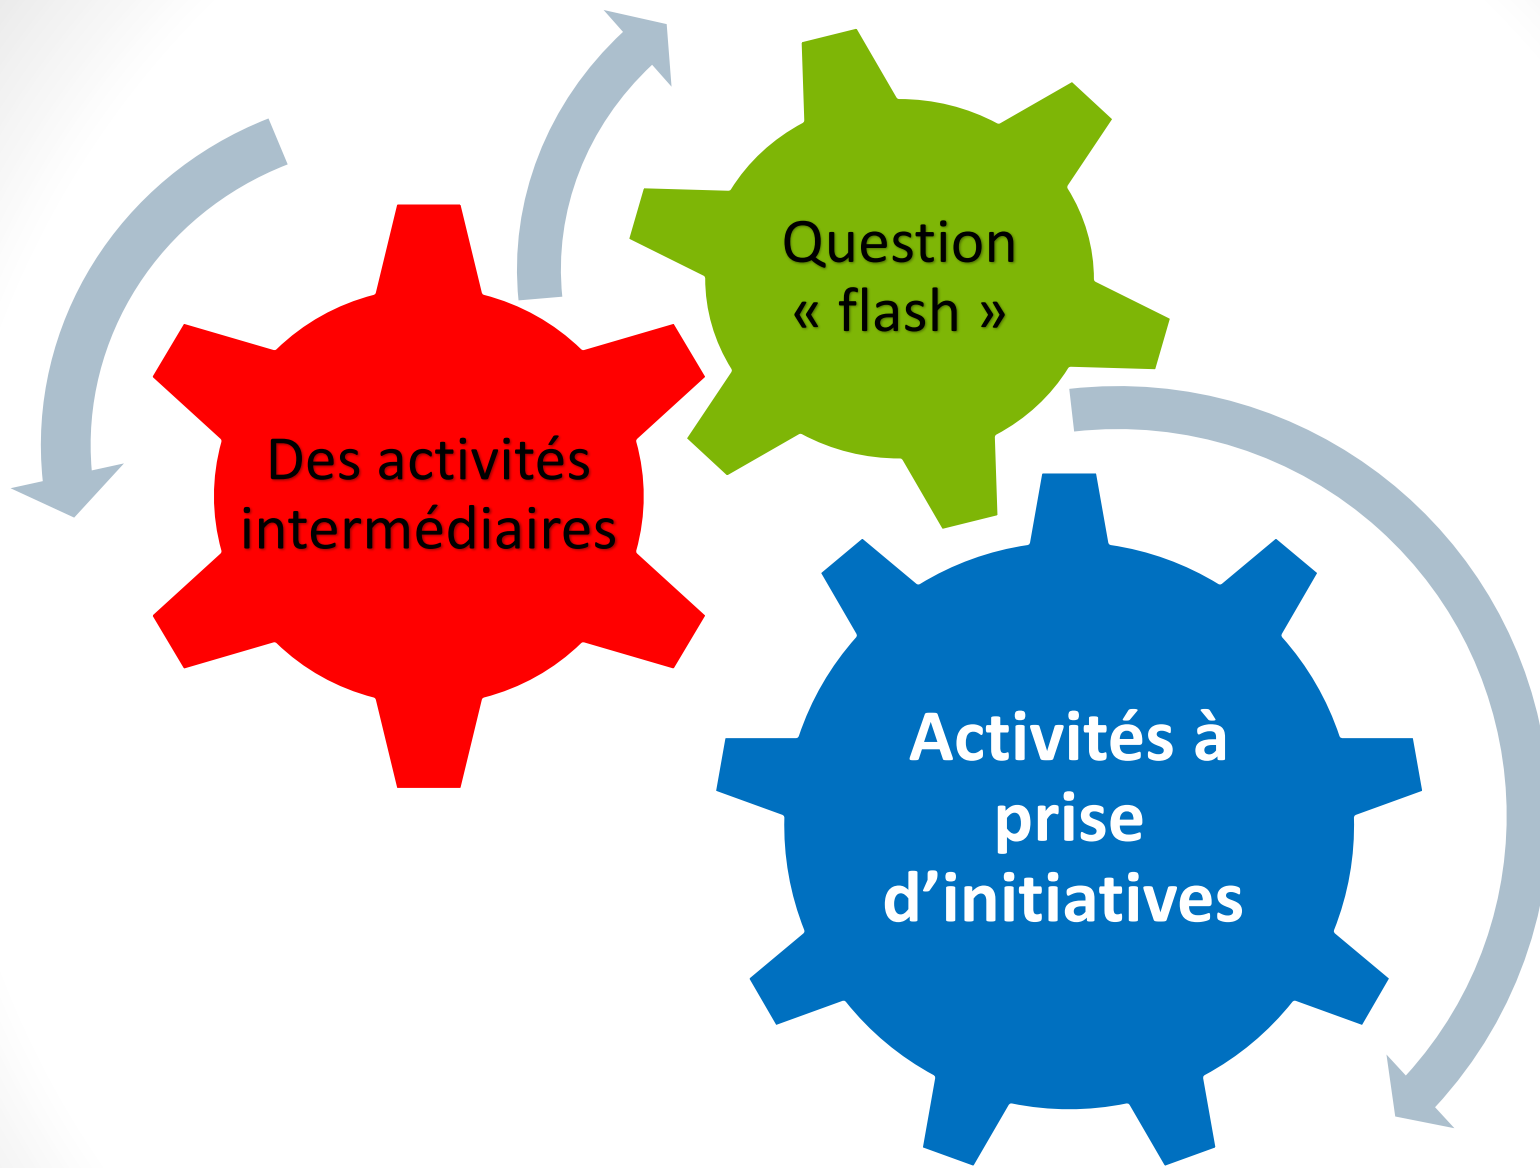 Question
« flash »
Des activités
intermédiaires
Activités à
prise
d’initiatives